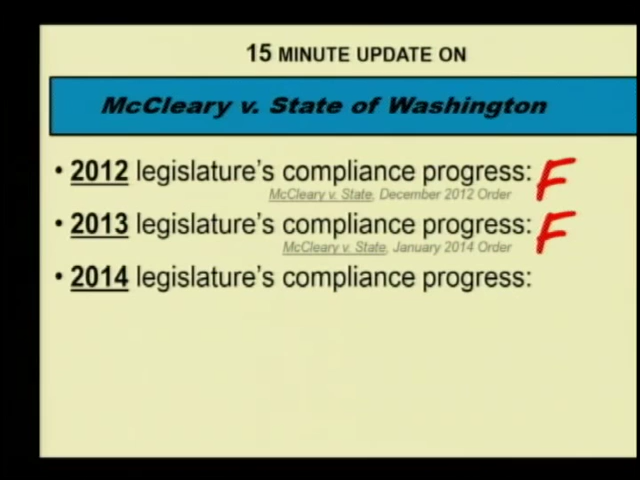 15 MINUTE UPDATE ON
McCleary v. State of Washington
• 2012 legislature's compliance progress: F
McCleary v. State, December 2012 Order
• 2013 legislature's compliance progress: F
McCleary v. State, January 2014 Order
• 2014 legislature's compliance progress: